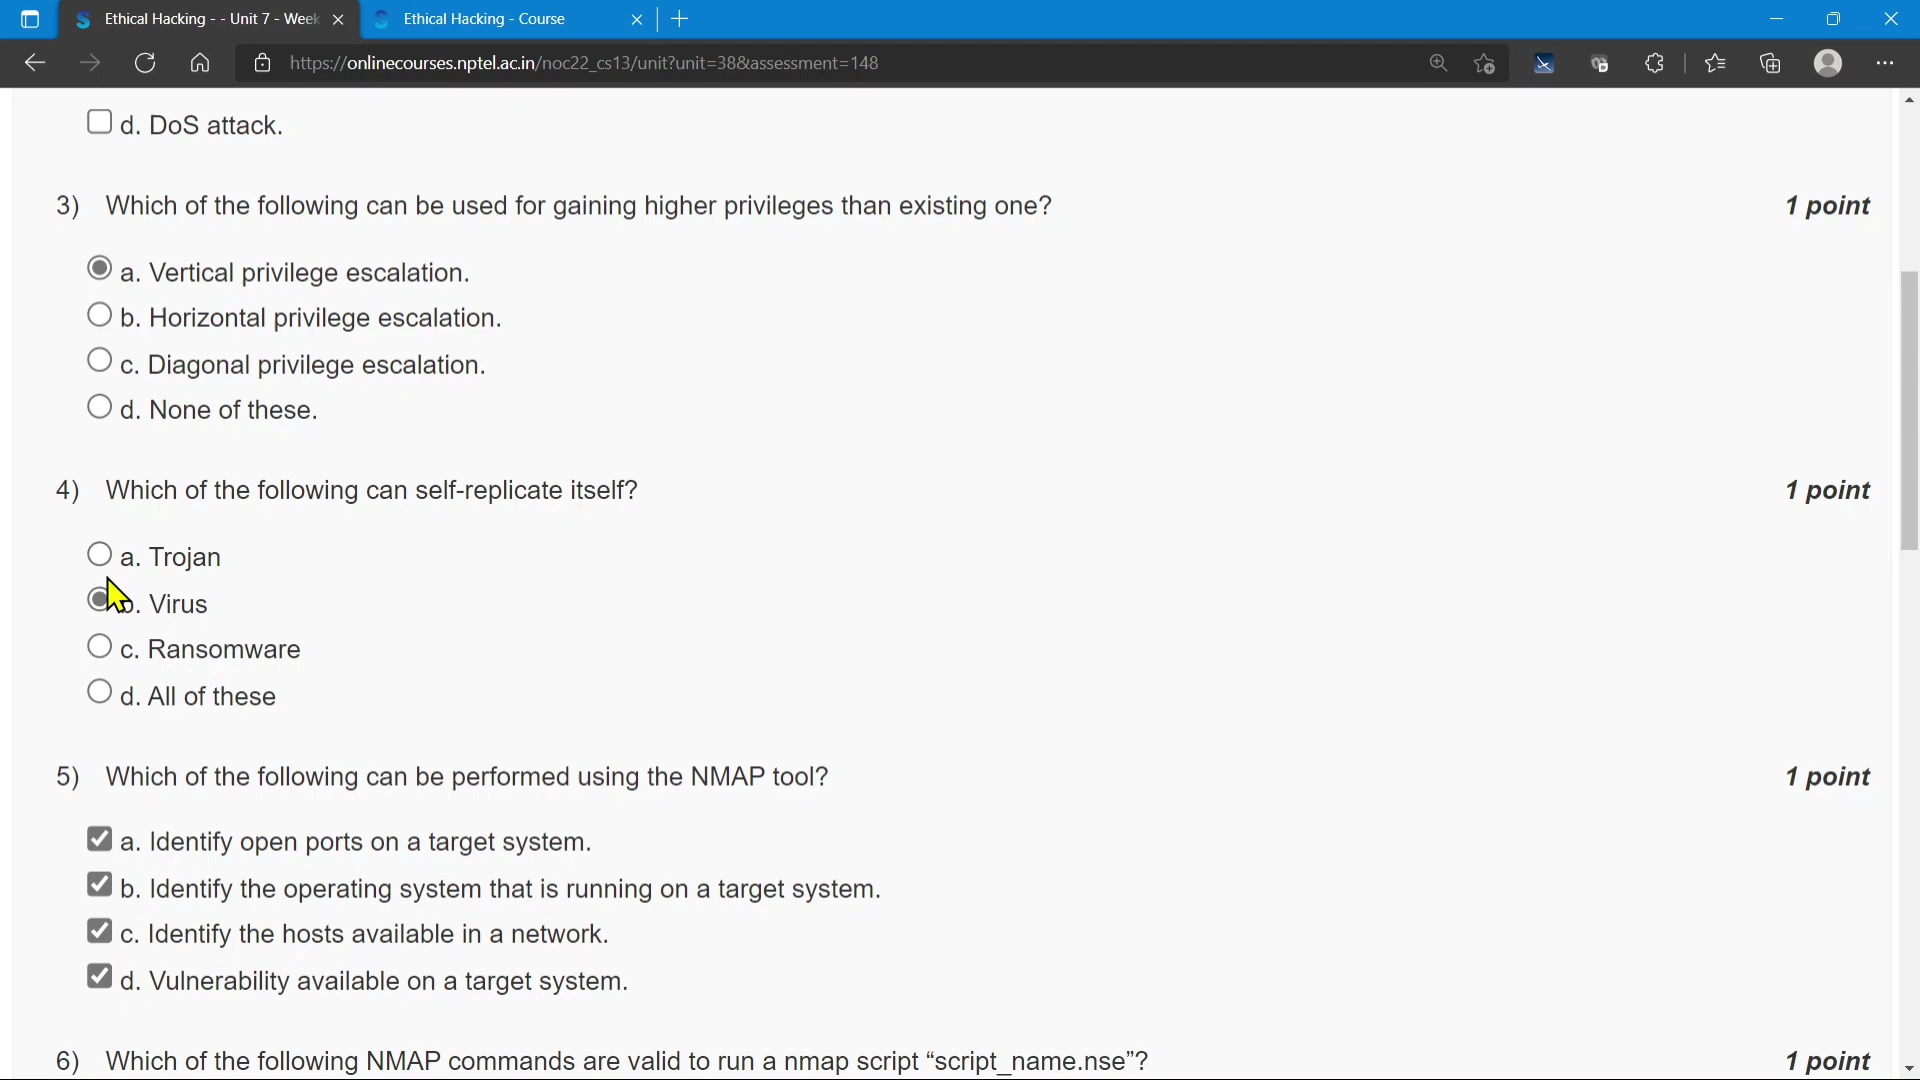 Ethical Hacking - - Unit 7 - Week
Ethical Hacking - Course
https://onlinecourses.nptel.ac.in/noc22_cs13/unit?unit=38&assessment=148
d. DoS attack.
3) Which of the following can be used for gaining higher privileges than existing one? 1 point
a. Vertical privilege escalation.
b. Horizontal privilege escalation.
c. Diagonal privilege escalation.
d. None of these.
4) Which of the following can self-replicate itself? 1 point
a. Trojan
b. Virus
c. Ransomware
d. All of these
5) Which of the following can be performed using the NMAP tool? 1 point
a. Identify open ports on a target system.
b. Identify the operating system that is running on a target system.
c. Identify the hosts available in a network.
d. Vulnerability available on a target system.
6) Which of the following NMAP commands are valid to run a nmap script “script_name.nse”? 1 point